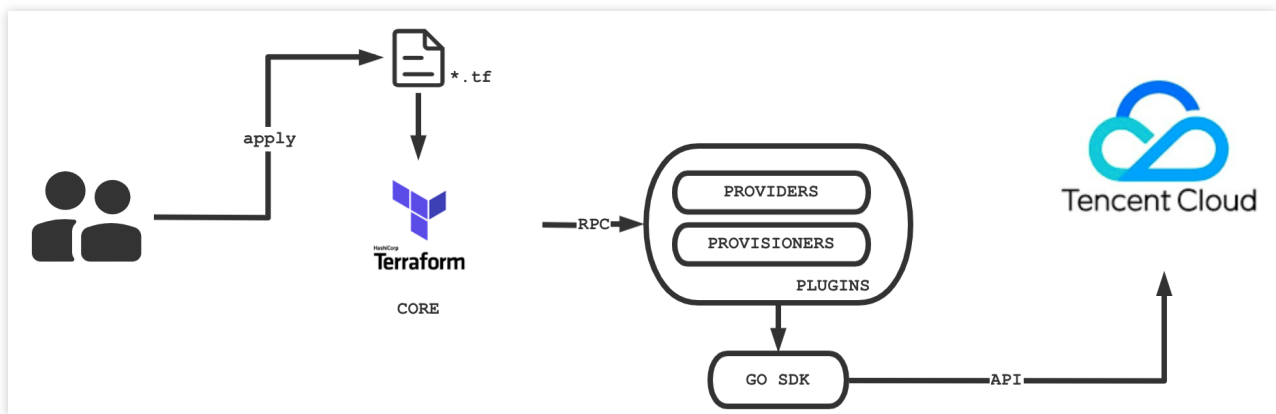 *.tf
apply
HashiCorp
Terraform
CORE
RPC
PROVIDERS
PROVISIONERS
PLUGINS
GO SDK
API
Tencent Cloud